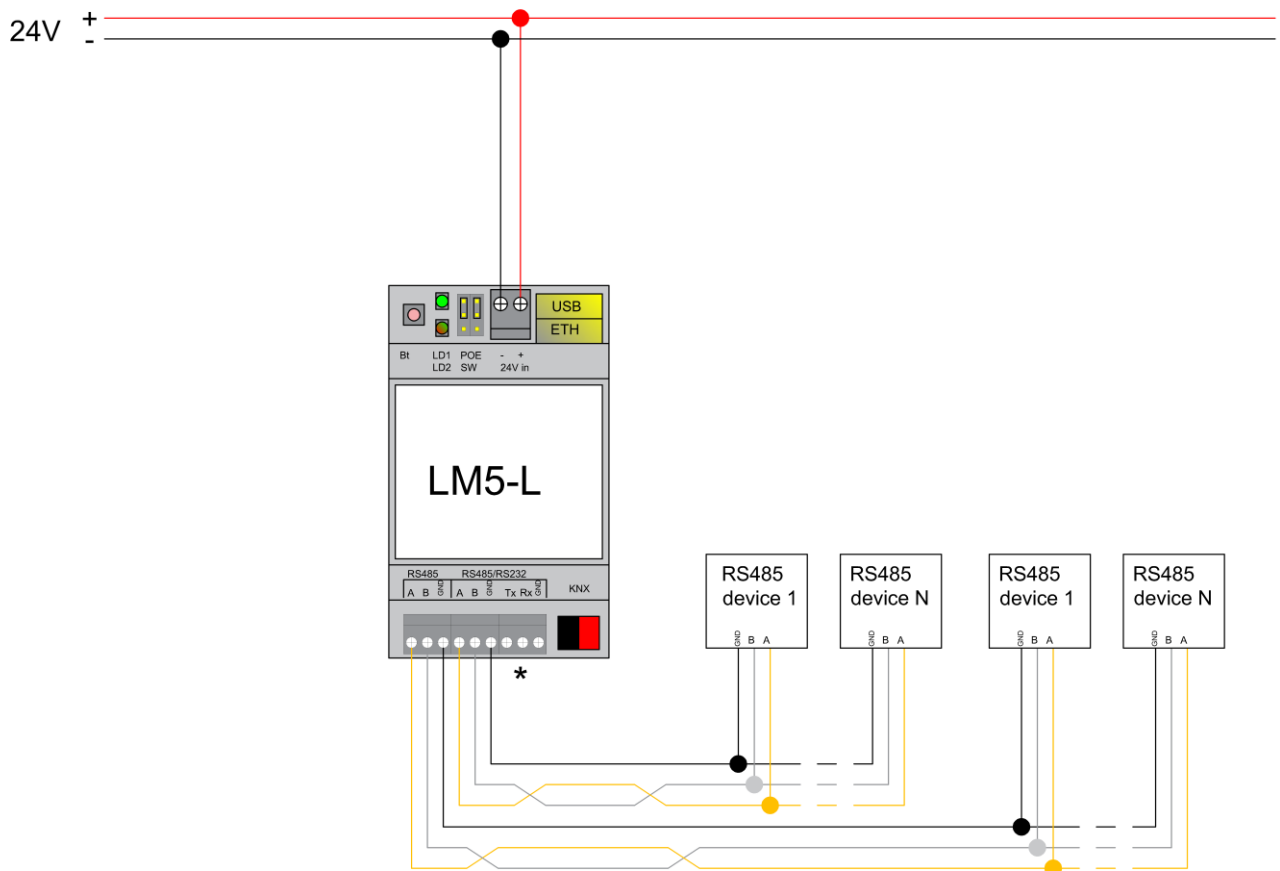 24V
+
-
USB
ETH
Bt LD1 POE - +
LD2 SW 24V in
LM5-L
RS485 RS485/RS232
A B GND A B GND Tx Rx GND KNX
*
RS485
device 1
GND B A
RS485
device N
GND B A
RS485
device 1
GND B A
RS485
device N
GND B A